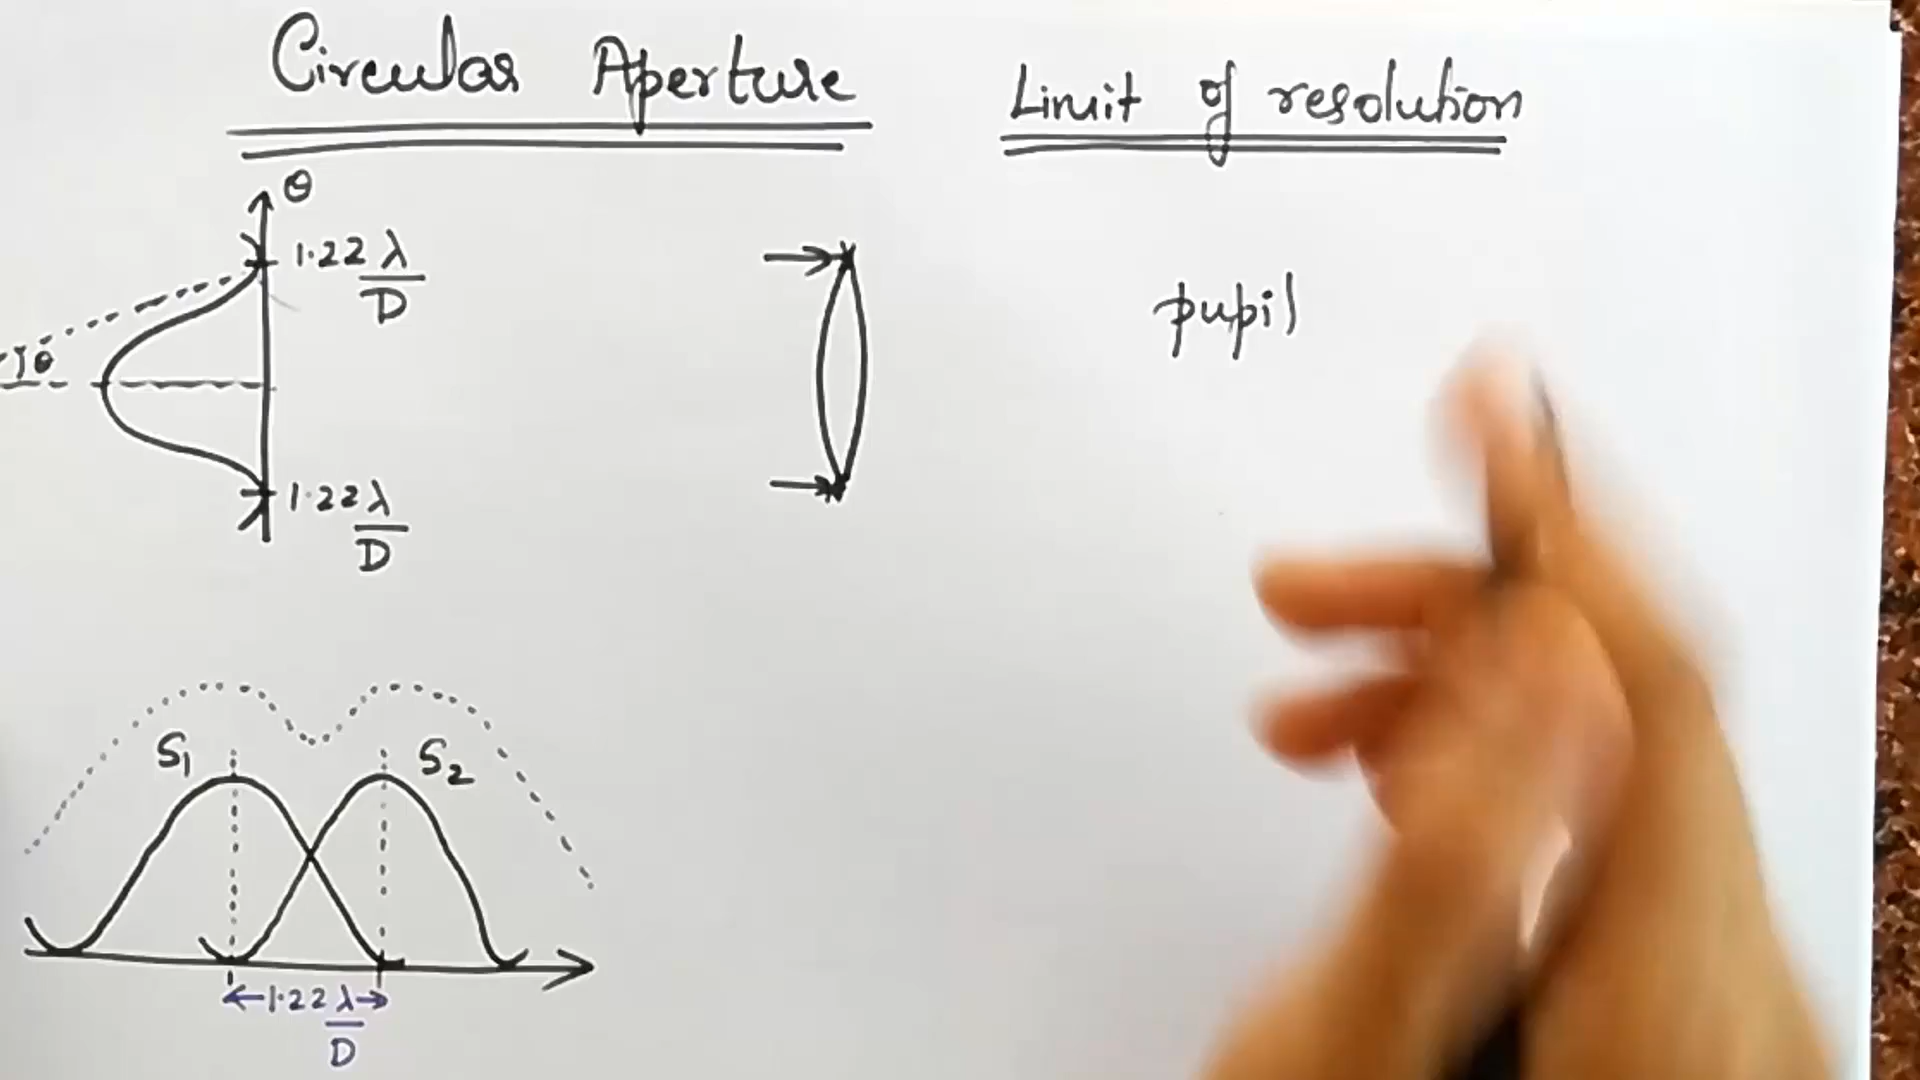 Circular Aperture
Limit of resolution
θ
1.22 λ/D
θ
pupil
1.22 λ/D
S₁
S₂
1.22 λ/D